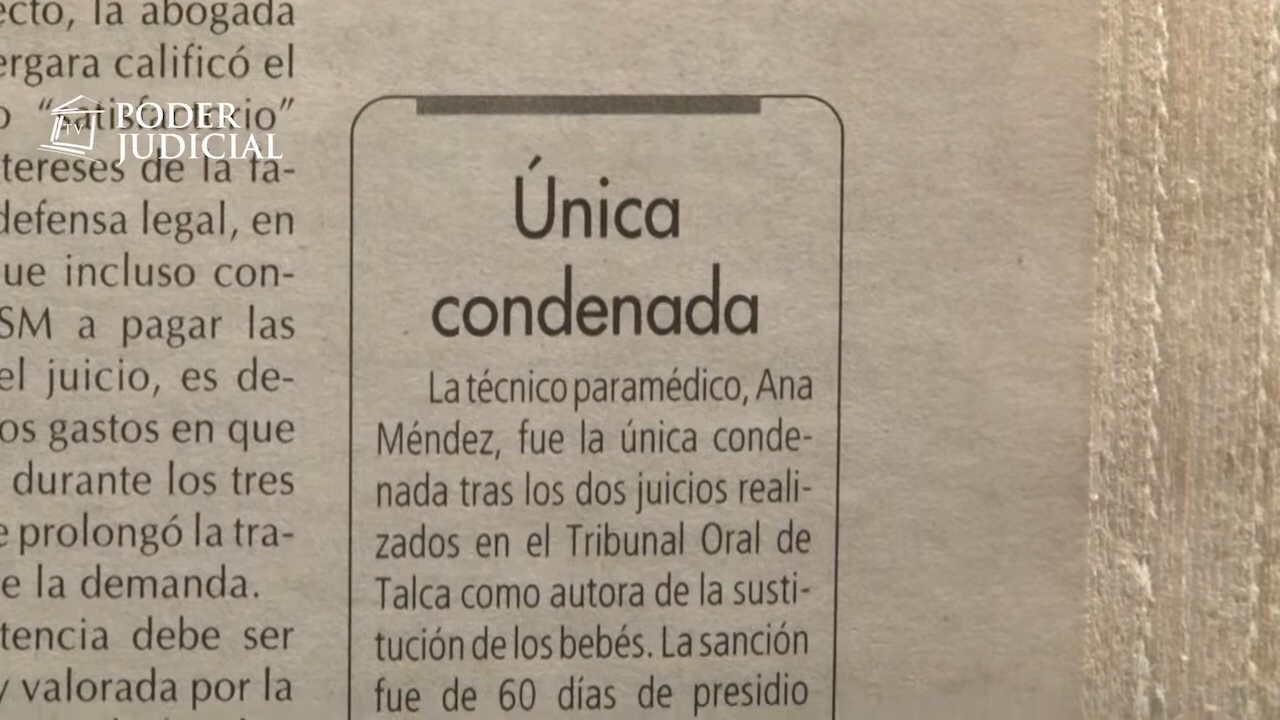 ecto, la abogada
ergara calificó el
o "satisfactorio"
tereses de la fa-
defensa legal, en
ue incluso con-
SM a pagar las
el juicio, es de-
os gastos en que
durante los tres
e prolongó la tra-
e la demanda.
tencia debe ser
y valorada por la
TV
PODER
JUDICIAL
Única
condenada
La técnico paramédico, Ana
Méndez, fue la única conde-
nada tras los dos juicios reali-
zados en el Tribunal Oral de
Talca como autora de la susti-
tución de los bebés. La sanción
fue de 60 días de presidio